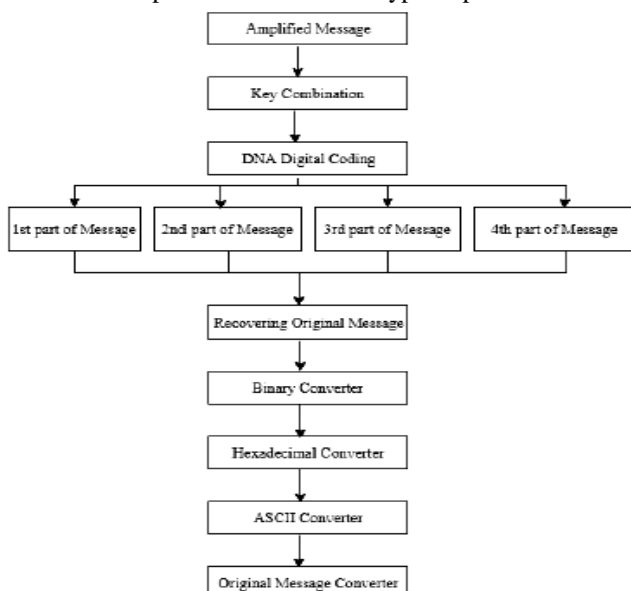 Amplified Message
Key Combination
DNA Digital Coding
1st part of Message
2nd part of Message
3rd part of Message
4th part of Message
Recovering Original Message
Binary Converter
Hexadecimal Converter
ASCII Converter
Original Message Converter